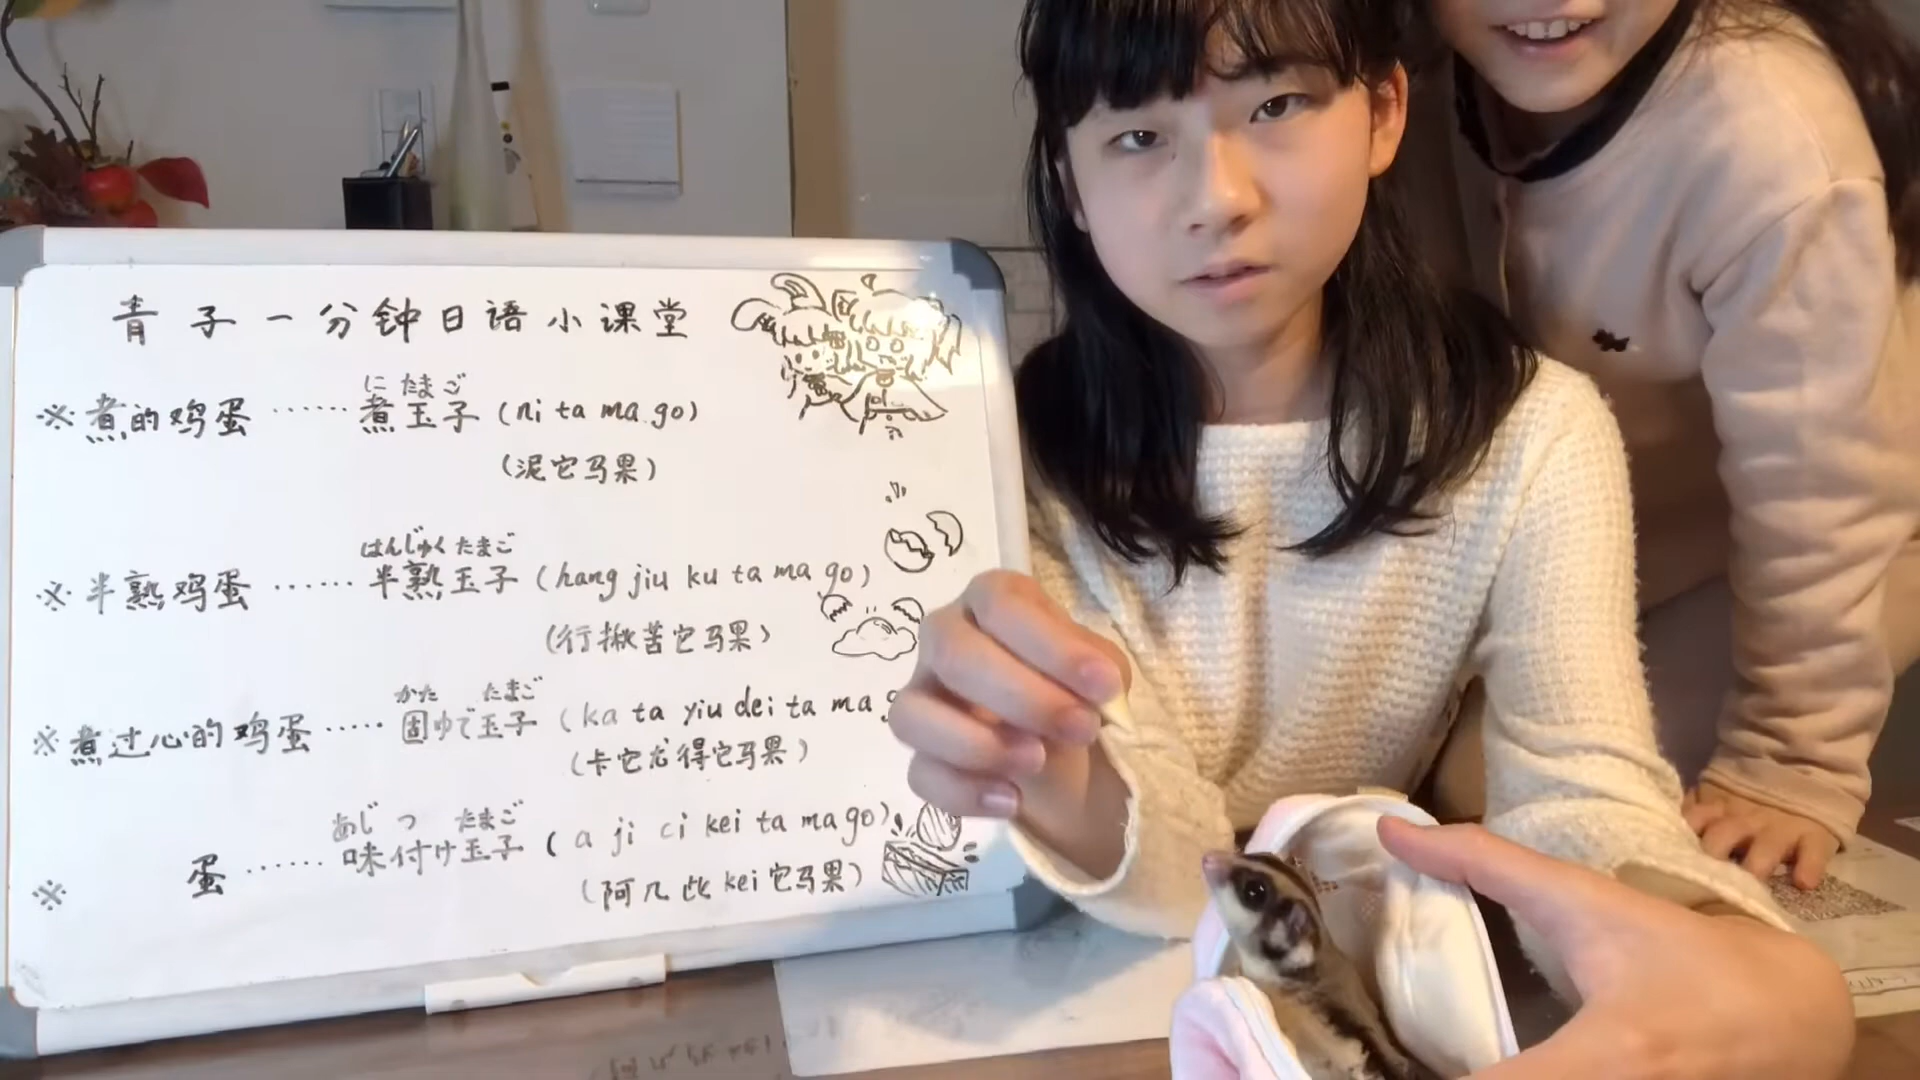 青子一分钟日语小课堂
に たまご
※ 煮的鸡蛋 ······ 煮玉子 (ni ta ma go)
(泥它马果)
はんじゅく たまご
※ 半熟鸡蛋 ······ 半熟玉子 (hang jiu ku ta ma go)
(行揪苦它马果)
かた たまご
※ 煮过心的鸡蛋 ····· 固ゆで玉子 (ka ta yiu dei ta ma g
(卡它尤得它马果)
あじ つ たまご
※ 蛋 ······ 味付け玉子 (a ji ci kei ta ma go)
(阿几此kei它马果)